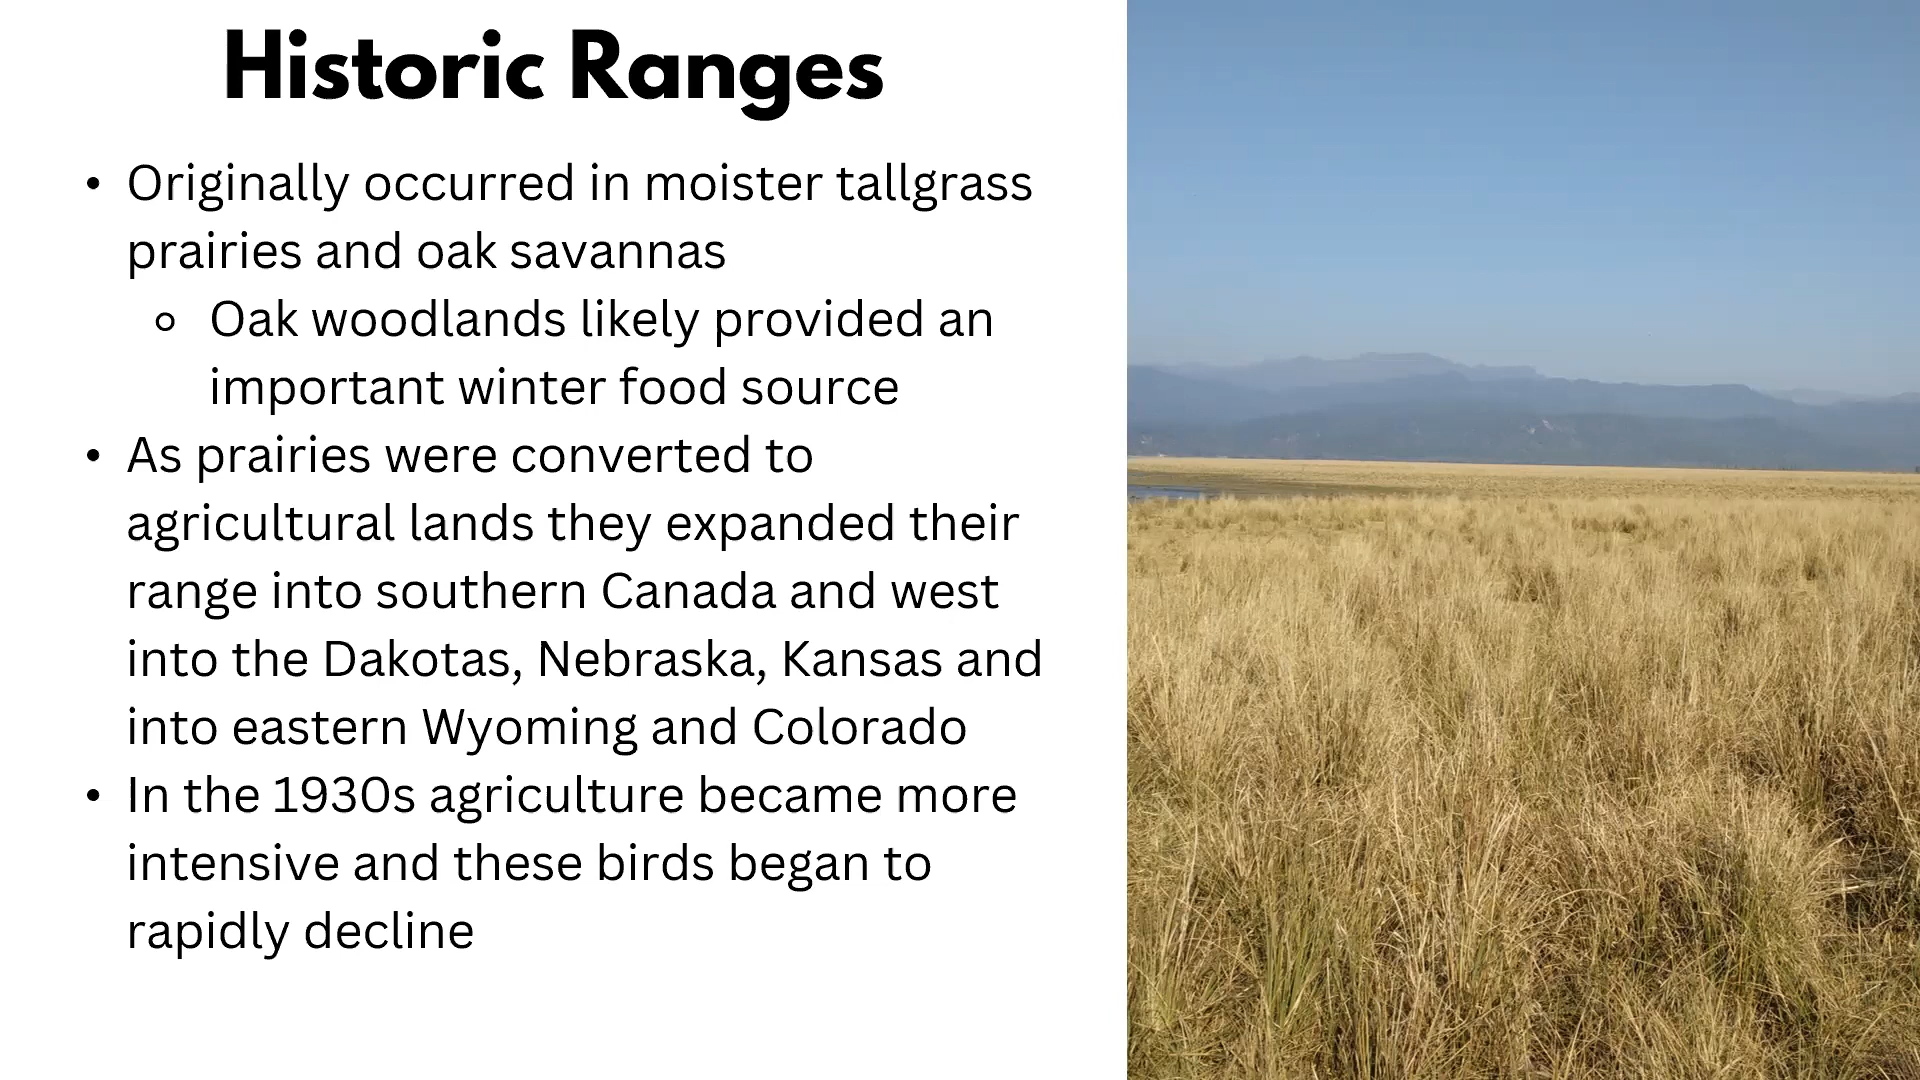 Historic Ranges
• Originally occurred in moister tallgrass
prairies and oak savannas
◦ Oak woodlands likely provided an
important winter food source
• As prairies were converted to
agricultural lands they expanded their
range into southern Canada and west
into the Dakotas, Nebraska, Kansas and
into eastern Wyoming and Colorado
• In the 1930s agriculture became more
intensive and these birds began to
rapidly decline